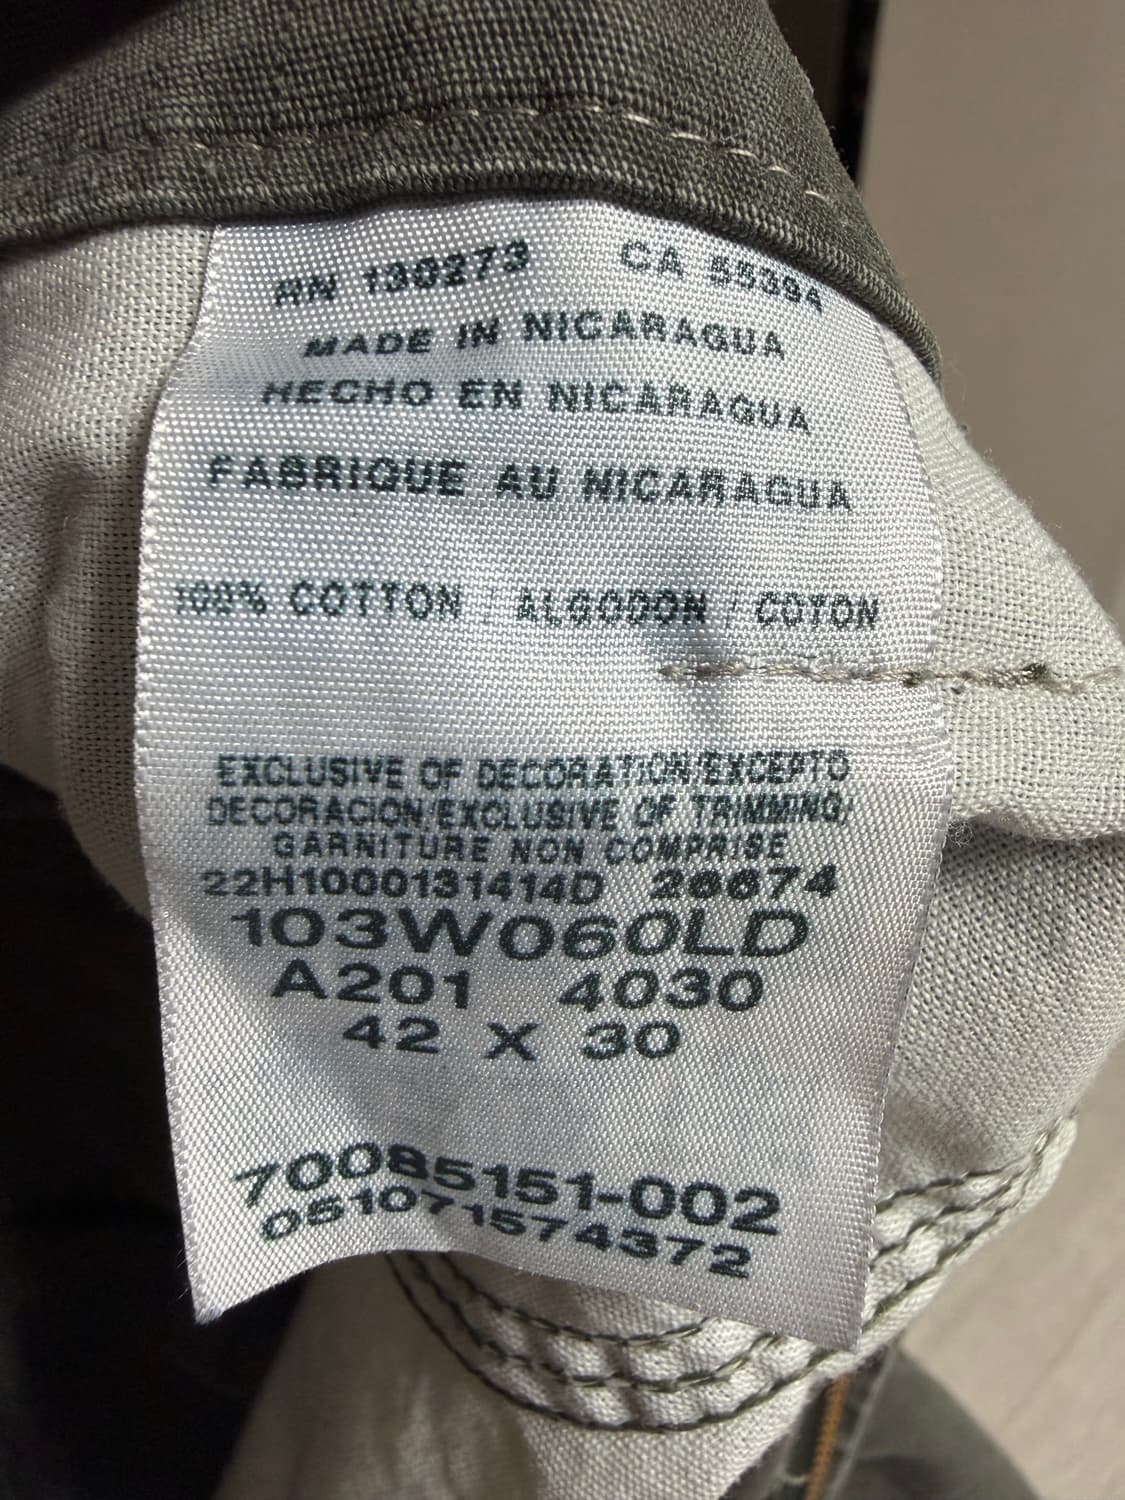 RN 130273 CA 55394
MADE IN NICARAGUA
HECHO EN NICARAGUA
FABRIQUE AU NICARAGUA
100% COTTON / ALGODON / COTON
EXCLUSIVE OF DECORATION/EXCEPTO
DECORACION/EXCLUSIVE OF TRIMMING/
GARNITURE NON COMPRISE
22H1000131414D 26674
103W060LD
A201 4030
42 X 30
70085151-002
051071574372